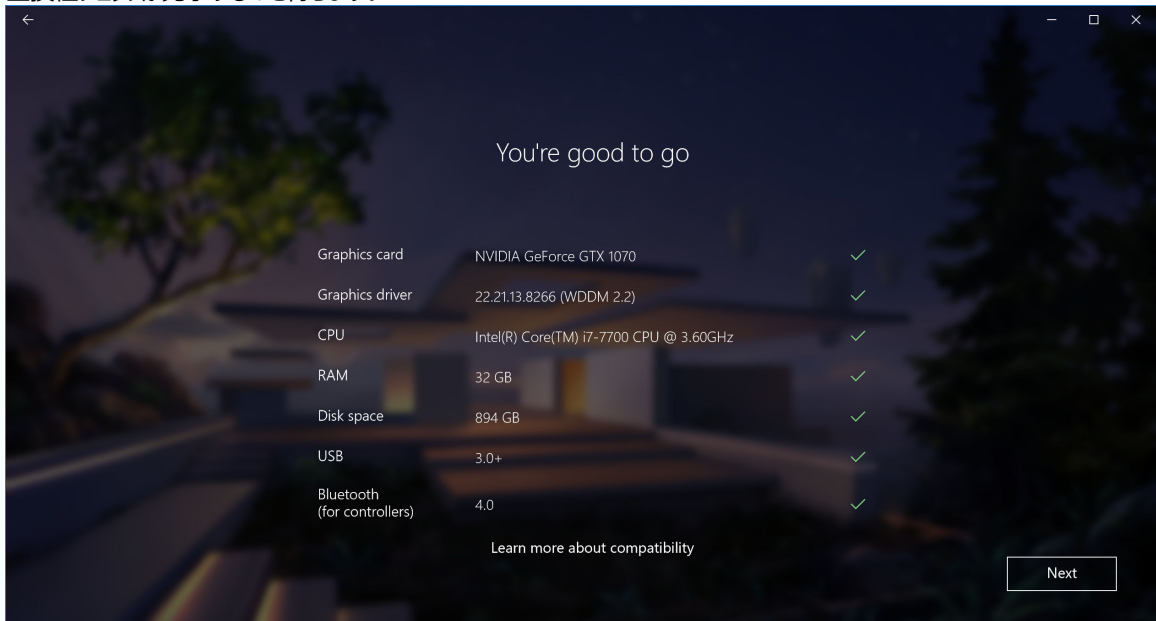 You're good to go
Graphics card NVIDIA GeForce GTX 1070
Graphics driver 22.21.13.8266 (WDDM 2.2)
CPU Intel(R) Core(TM) i7-7700 CPU @ 3.60GHz
RAM 32 GB
Disk space 894 GB
USB 3.0+
Bluetooth
(for controllers) 4.0
Learn more about compatibility
Next